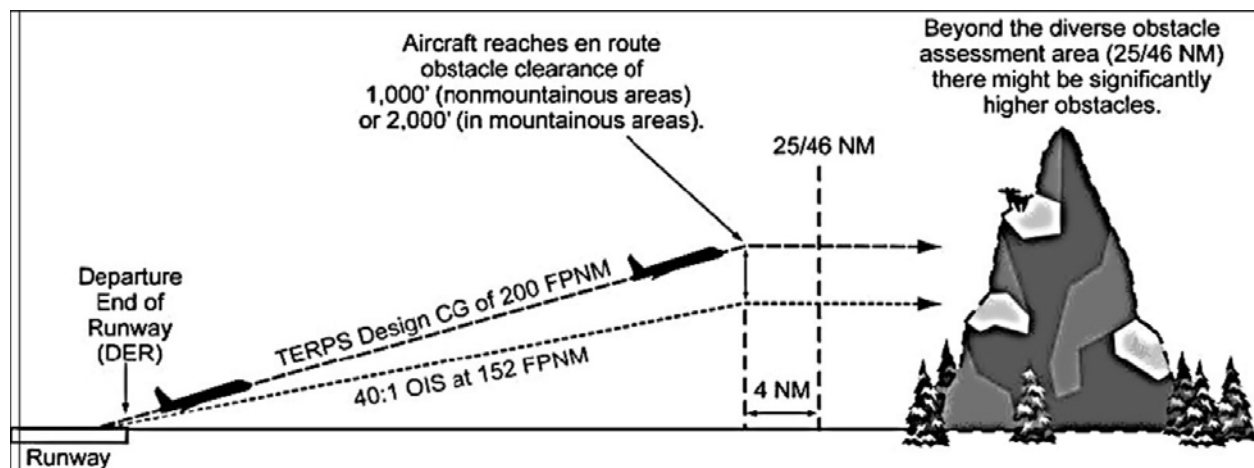 Aircraft reaches en route
obstacle clearance of
1,000' (nonmountainous areas)
or 2,000' (in mountainous areas).
Beyond the diverse obstacle
assessment area (25/46 NM)
there might be significantly
higher obstacles.
25/46 NM
Departure
End of
Runway
(DER)
TERPS Design CG of 200 FPNM
40:1 OIS at 152 FPNM
4 NM
Runway